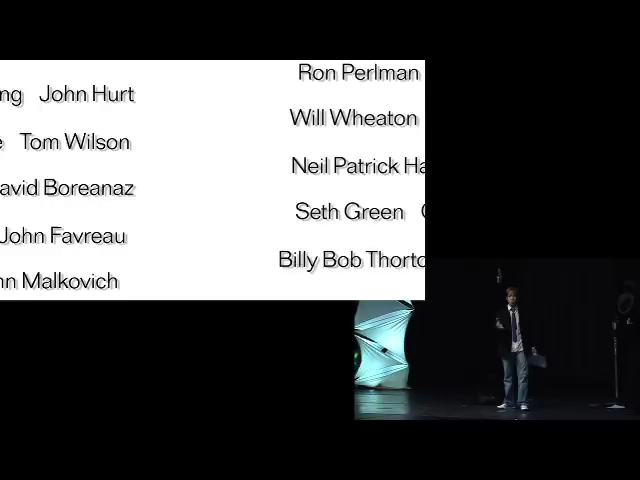 Ron Perlman
ng John Hurt
Will Wheaton
e Tom Wilson
Neil Patrick Ha
avid Boreanaz
Seth Green
John Favreau
Billy Bob Thornto
nn Malkovich